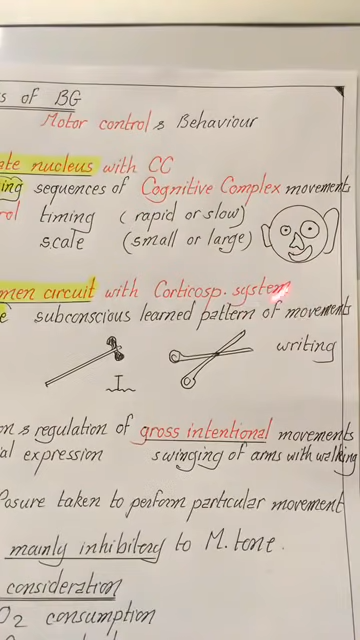 s of BG
Motor control & Behaviour
ate nucleus with CC
ing sequences of Cognitive Complex movements
rol timing (rapid or slow)
scale (small or large)
men circuit with Corticosp. system
e subconscious learned pattern of movements
writing
on & regulation of gross intentional movements
ial expression swinging of arms with walking
Posure taken to perform particular movement
mainly inhibitory to M. tone.
consideration
O2 consumption